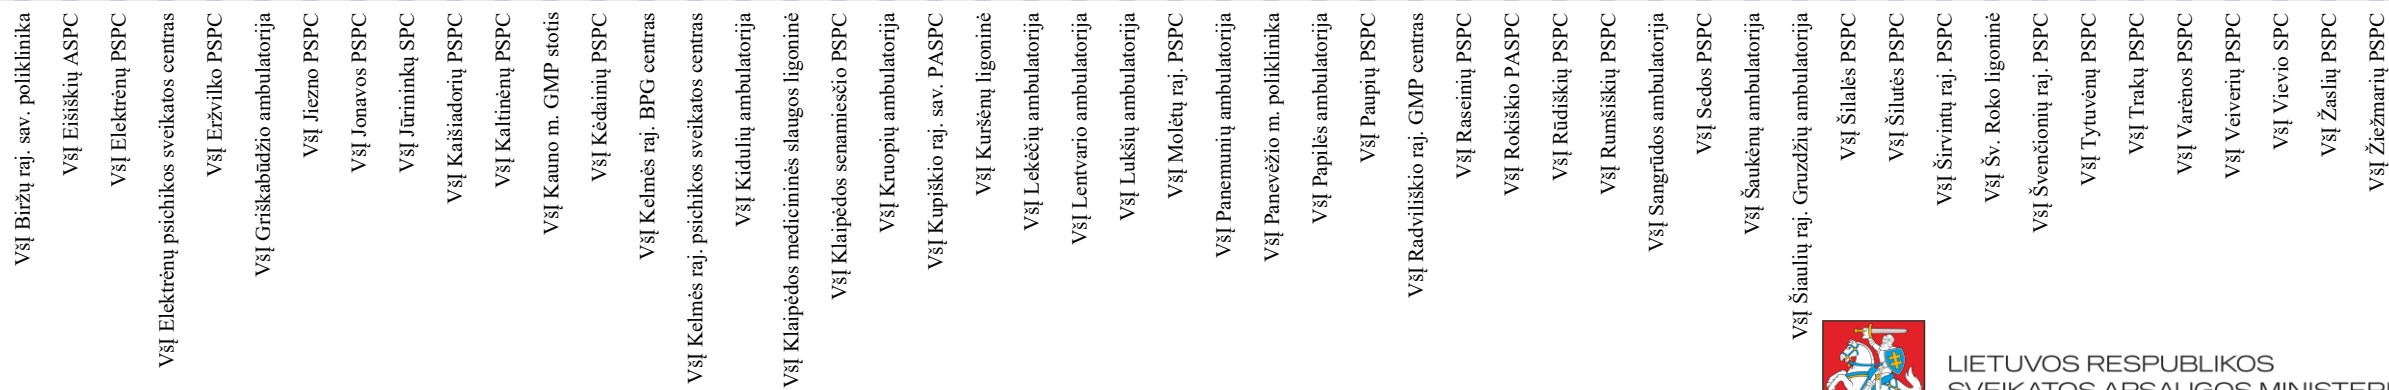 VšĮ Biržų raj. sav. poliklinika
VšĮ Eišiškių ASPC
VšĮ Elektrėnų PSPC
VšĮ Elektrėnų psichikos sveikatos centras
VšĮ Eržvilko PSPC
VšĮ Griškabūdžio ambulatorija
VšĮ Jiezno PSPC
VšĮ Jonavos PSPC
VšĮ Jūrininkų SPC
VšĮ Kaišiadorių PSPC
VšĮ Kaltinėnų PSPC
VšĮ Kauno m. GMP stotis
VšĮ Kėdainių PSPC
VšĮ Kelmės raj. BPG centras
VšĮ Kelmės raj. psichikos sveikatos centras
VšĮ Kidulių ambulatorija
VšĮ Klaipėdos medicininės slaugos ligoninė
VšĮ Klaipėdos senamiesčio PSPC
VšĮ Kruopių ambulatorija
VšĮ Kupiškio raj. sav. PASPC
VšĮ Kuršėnų ligoninė
VšĮ Lekėčių ambulatorija
VšĮ Lentvario ambulatorija
VšĮ Lukšių ambulatorija
VšĮ Molėtų raj. PSPC
VšĮ Panemunių ambulatorija
VšĮ Panevėžio m. poliklinika
VšĮ Papilės ambulatorija
VšĮ Paupių PSPC
VšĮ Radviliškio raj. GMP centras
VšĮ Raseinių PSPC
VšĮ Rokiškio PASPC
VšĮ Rūdiškių PSPC
VšĮ Rumšiškių PSPC
VšĮ Sangrūdos ambulatorija
VšĮ Sedos PSPC
VšĮ Šaukėnų ambulatorija
VšĮ Šiaulių raj. Gruzdžių ambulatorija
VšĮ Šilalės PSPC
VšĮ Šilutės PSPC
VšĮ Širvintų raj. PSPC
VšĮ Šv. Roko ligoninė
VšĮ Švenčionių raj. PSPC
VšĮ Tytuvėnų PSPC
VšĮ Trakų PSPC
VšĮ Varėnos PSPC
VšĮ Veiverių PSPC
VšĮ Vievio SPC
VšĮ Žaslių PSPC
VšĮ Žiežmarių PSPC
LIETUVOS RESPUBLIKOS
SVEIKATOS APSAUGOS